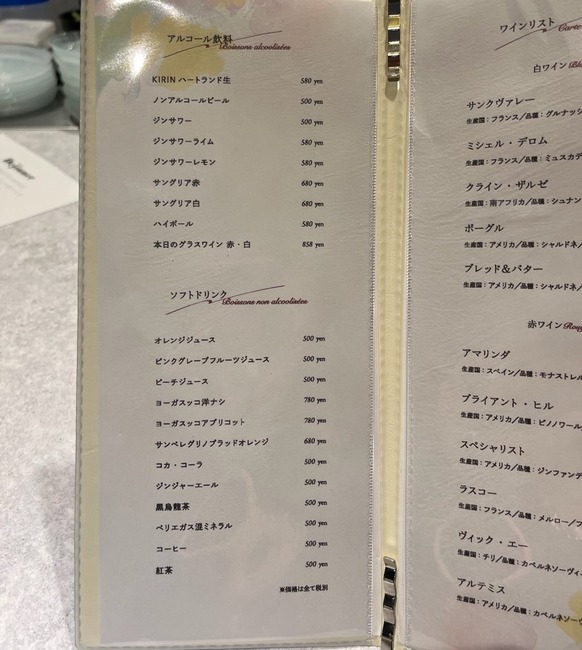 アルコール飲料
Boissons alcoolisées
KIRIN ハートランド生 580 yen
ノンアルコールビール 500 yen
ジンサワー 500 yen
ジンサワーライム 580 yen
ジンサワーレモン 580 yen
サングリア赤 680 yen
サングリア白 680 yen
ハイボール 580 yen
本日のグラスワイン 赤・白 858 yen
ソフトドリンク
Boissons non alcoolisées
オレンジジュース 500 yen
ピンクグレープフルーツジュース 500 yen
ピーチジュース 500 yen
ヨーガスッコ洋ナシ 780 yen
ヨーガスッコアプリコット 780 yen
サンペレグリノブラッドオレンジ 680 yen
コカ・コーラ 500 yen
ジンジャーエール 500 yen
黒烏龍茶 500 yen
ペリエガス混ミネラル 500 yen
コーヒー 500 yen
紅茶 500 yen
※価格は全て税別
ワインリスト
Carte
白ワイン
サンクヴァレー
生産国：フランス／品種：グルナッシ
ミシェル・デロム
生産国：フランス／品種：ミュスカデ
クライン・ザルゼ
生産国：南アフリカ／品種：シュナン
ボーグル
生産国：アメリカ／品種：シャルドネ／
ブレッド&バター
生産国：アメリカ／品種：シャルドネ／
赤ワイン Roug
アマリンダ
生産国：スペイン／品種：モナストレル
ブライアント・ヒル
生産国：アメリカ／品種：ピノノワール
スペシャリスト
生産国：アメリカ／品種：ジンファンデ
ラスコー
生産国：フランス／品種：メルロー／フ
ヴィック・エー
生産国：チリ／品種：カベルネソーヴィ
アルテミス
生産国：アメリカ／品種：カベルネソー